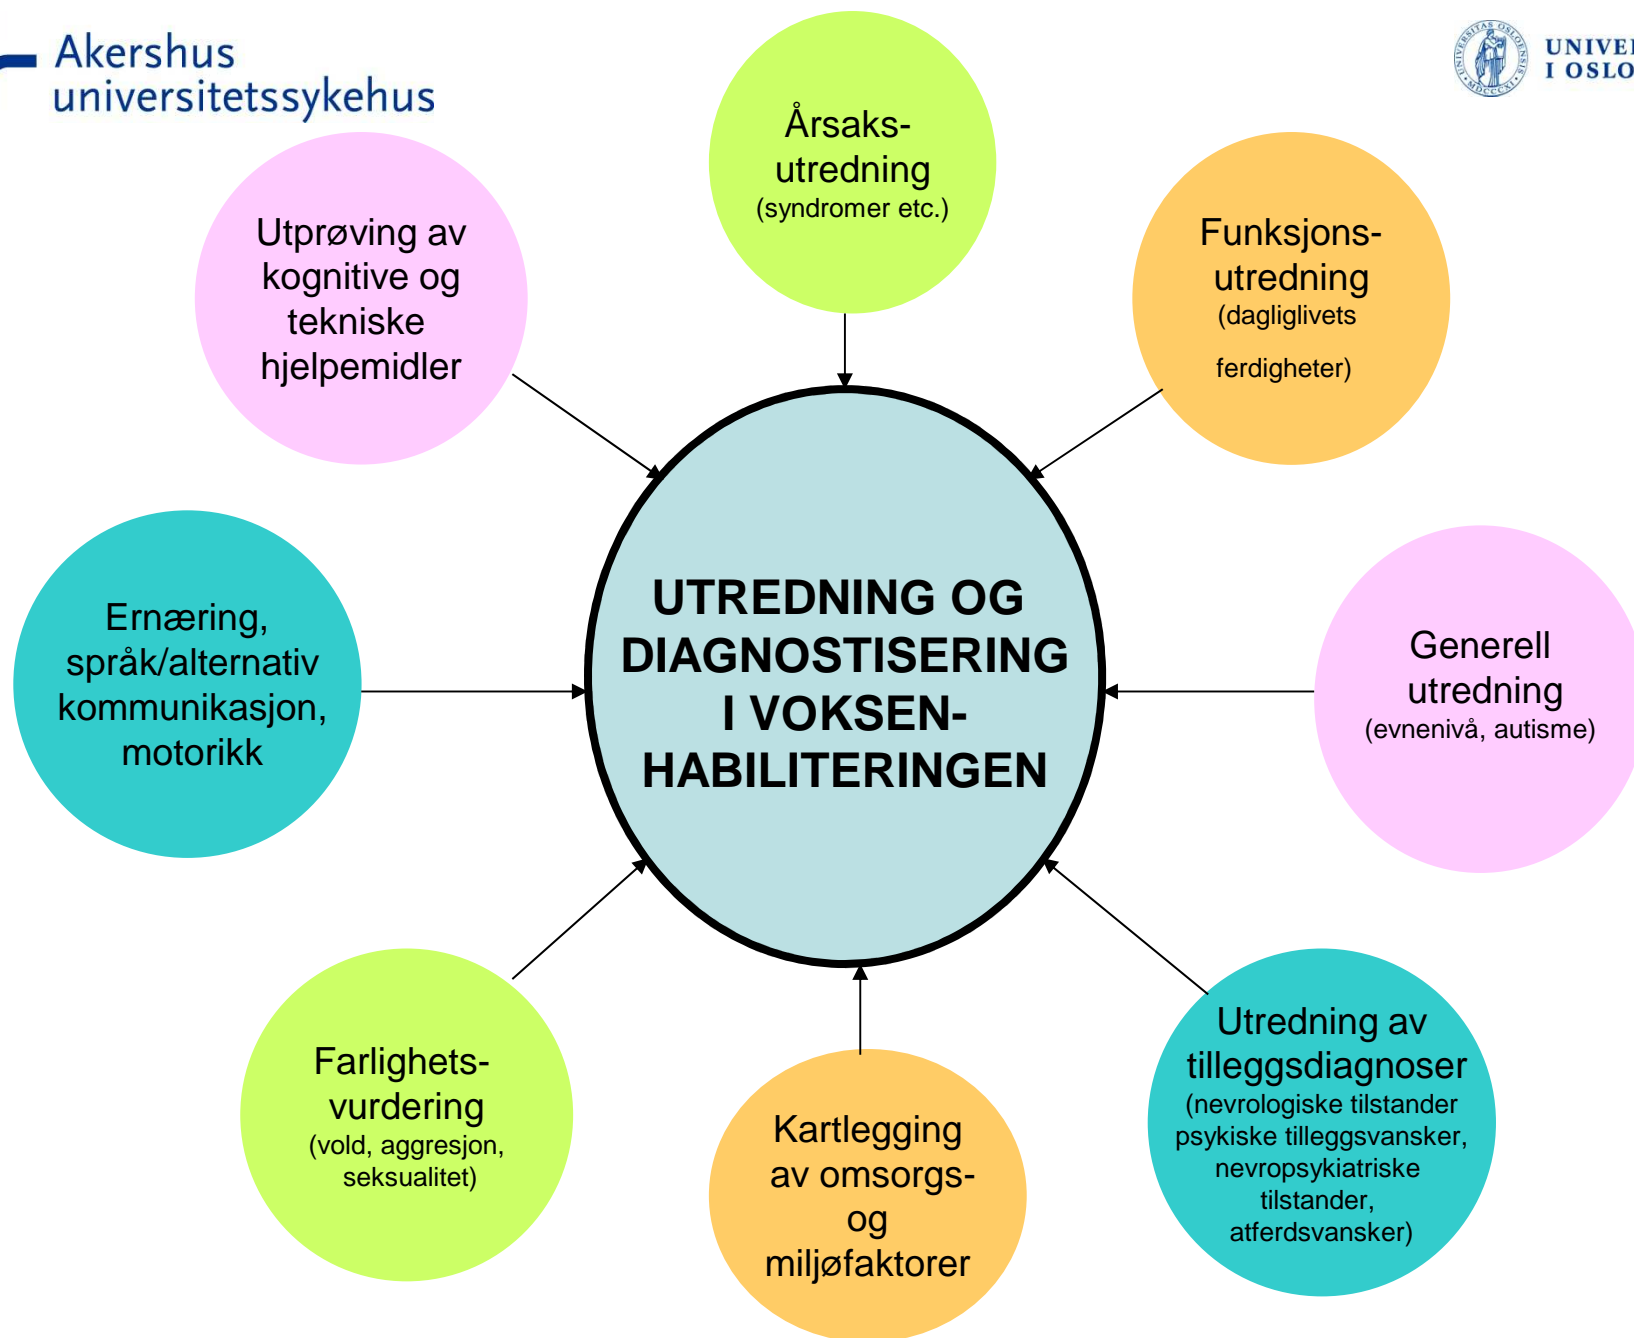 Akershus
universitetssykehus
UNIVER
I OSLO
Årsaks-
utredning
(syndromer etc.)
Utprøving av
kognitive og
tekniske
hjelpemidler
Funksjons-
utredning
(dagliglivets
ferdigheter)
Ernæring,
språk/alternativ
kommunikasjon,
motorikk
UTREDNING OG
DIAGNOSTISERING
I VOKSEN-
HABILITERINGEN
Generell
utredning
(evnenivå, autisme)
Farlighets-
vurdering
(vold, aggresjon,
seksualitet)
Kartlegging
av omsorgs-
og
miljøfaktorer
Utredning av
tilleggsdiagnoser
(nevrologiske tilstander
psykiske tilleggsvansker,
nevropsykiatriske
tilstander,
atferdsvansker)